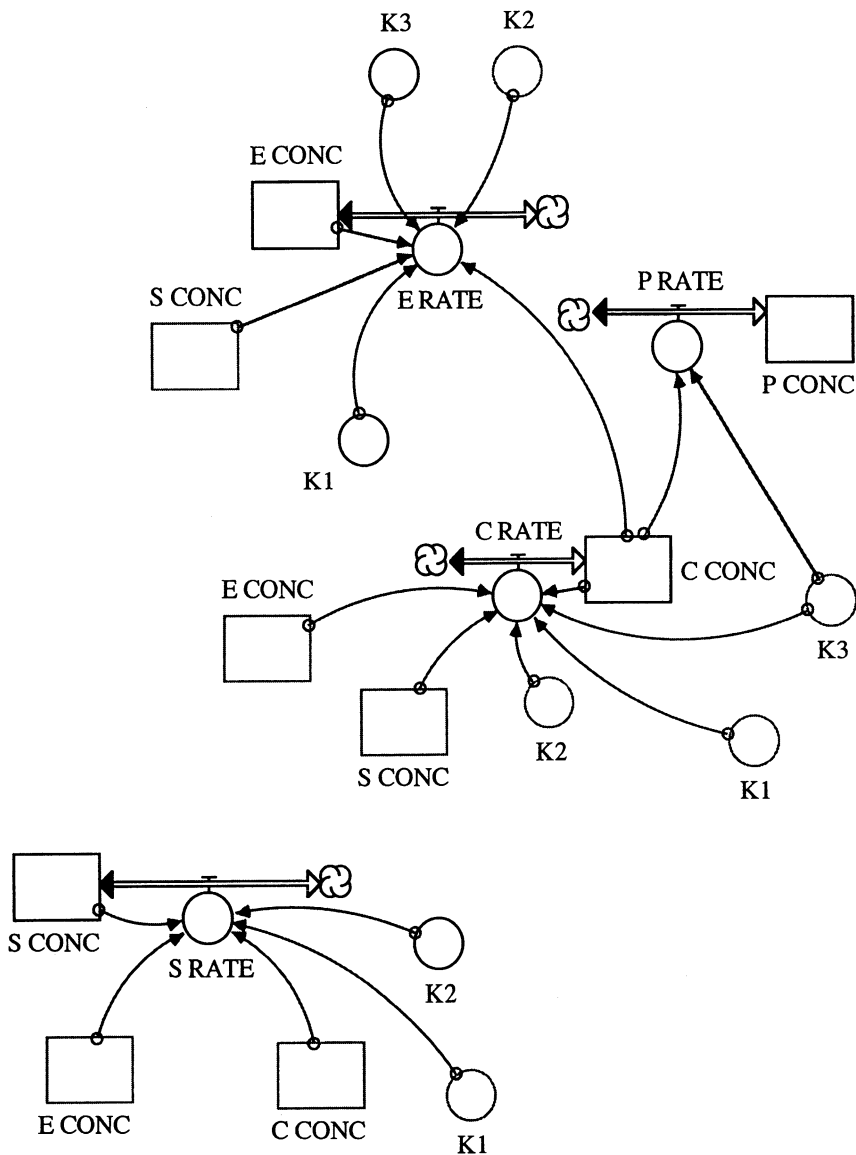 K3
K2
E CONC
S CONC
E RATE
P RATE
P CONC
K1
C RATE
C CONC
E CONC
K3
S CONC
K2
K1
S CONC
S RATE
K2
E CONC
C CONC
K1